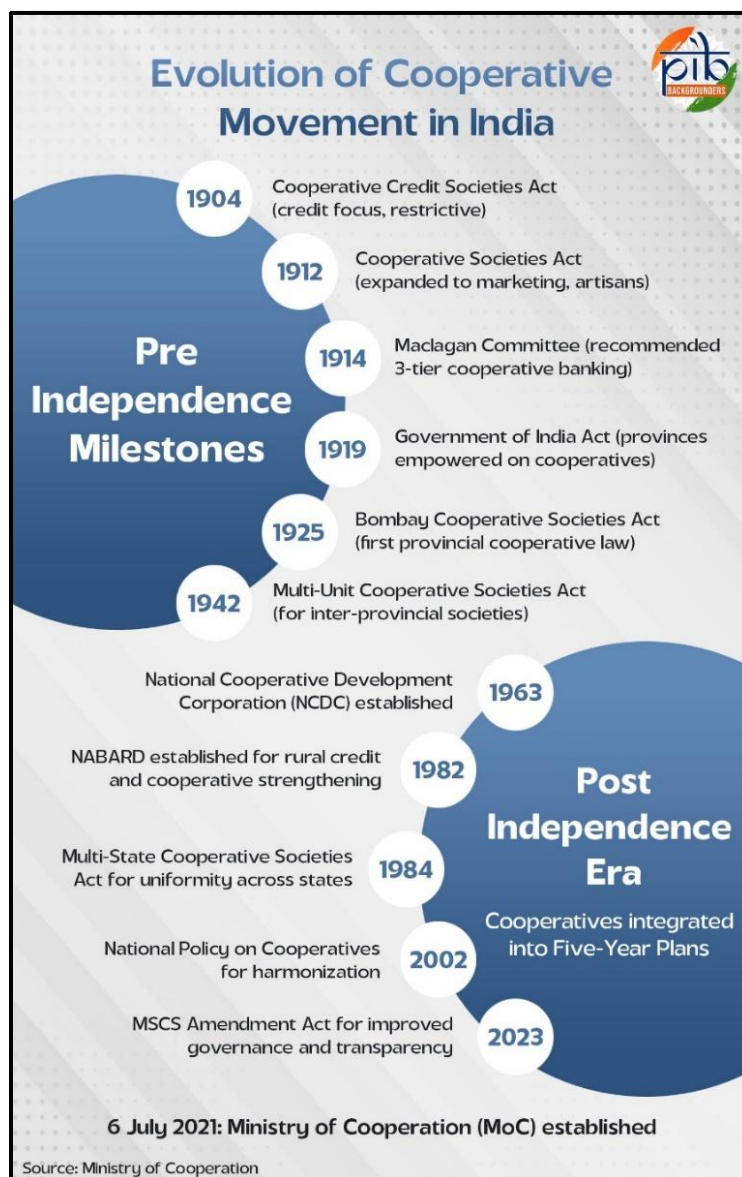 pib
BACKGROUNDERS
Evolution of Cooperative
Movement in India
Pre
Independence
Milestones
1904
Cooperative Credit Societies Act
(credit focus, restrictive)
1912
Cooperative Societies Act
(expanded to marketing, artisans)
1914
Maclagan Committee (recommended
3-tier cooperative banking)
1919
Government of India Act (provinces
empowered on cooperatives)
1925
Bombay Cooperative Societies Act
(first provincial cooperative law)
1942
Multi-Unit Cooperative Societies Act
(for inter-provincial societies)
Post
Independence
Era
Cooperatives integrated
into Five-Year Plans
National Cooperative Development
Corporation (NCDC) established
1963
NABARD established for rural credit
and cooperative strengthening
1982
Multi-State Cooperative Societies
Act for uniformity across states
1984
National Policy on Cooperatives
for harmonization
2002
MSCS Amendment Act for improved
governance and transparency
2023
6 July 2021: Ministry of Cooperation (MoC) established
Source: Ministry of Cooperation